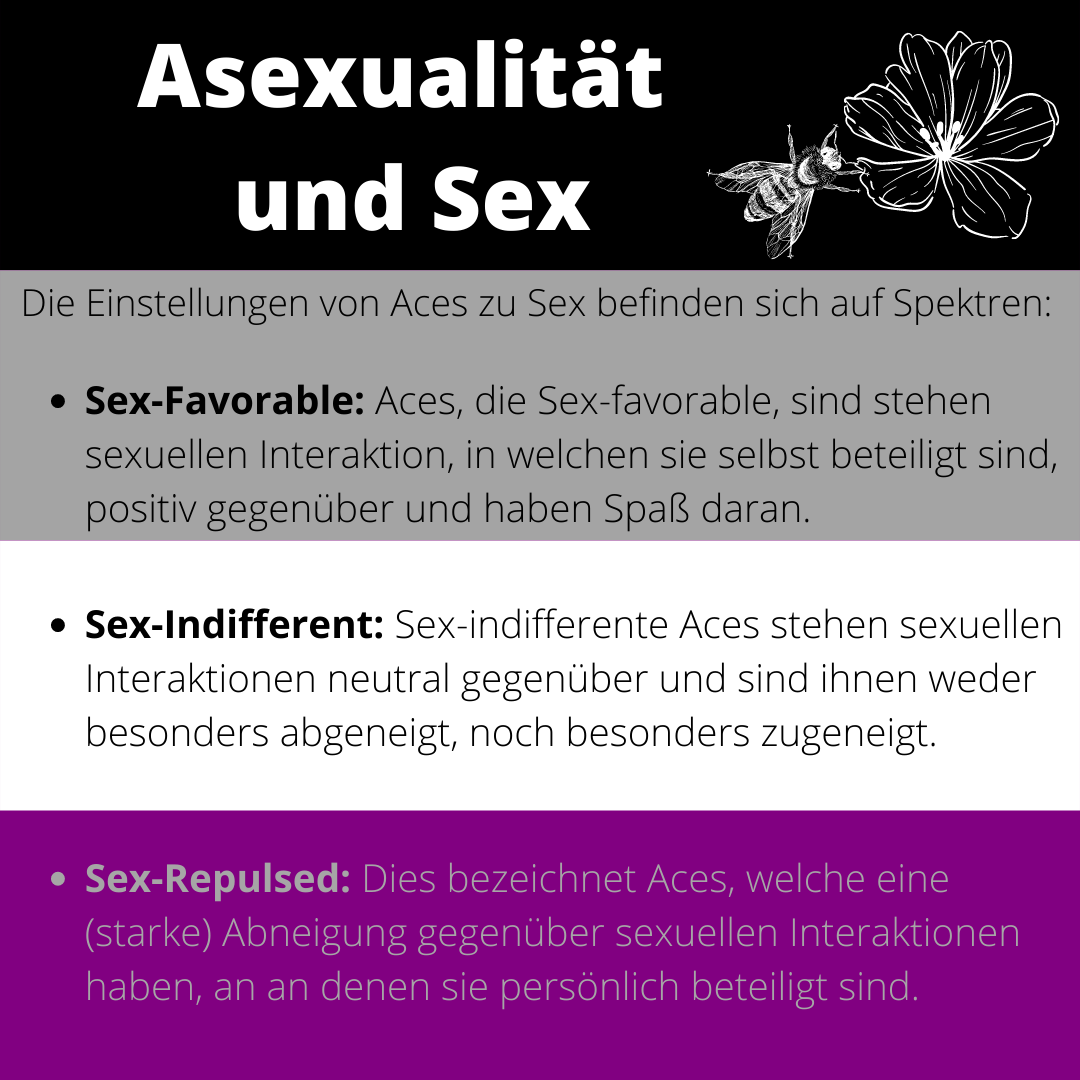 Asexualität
und Sex
Die Einstellungen von Aces zu Sex befinden sich auf Spektren:
• Sex-Favorable: Aces, die Sex-favorable, sind stehen
sexuellen Interaktion, in welchen sie selbst beteiligt sind,
positiv gegenüber und haben Spaß daran.
• Sex-Indifferent: Sex-indifferente Aces stehen sexuellen
Interaktionen neutral gegenüber und sind ihnen weder
besonders abgeneigt, noch besonders zugeneigt.
• Sex-Repulsed: Dies bezeichnet Aces, welche eine
(starke) Abneigung gegenüber sexuellen Interaktionen
haben, an an denen sie persönlich beteiligt sind.